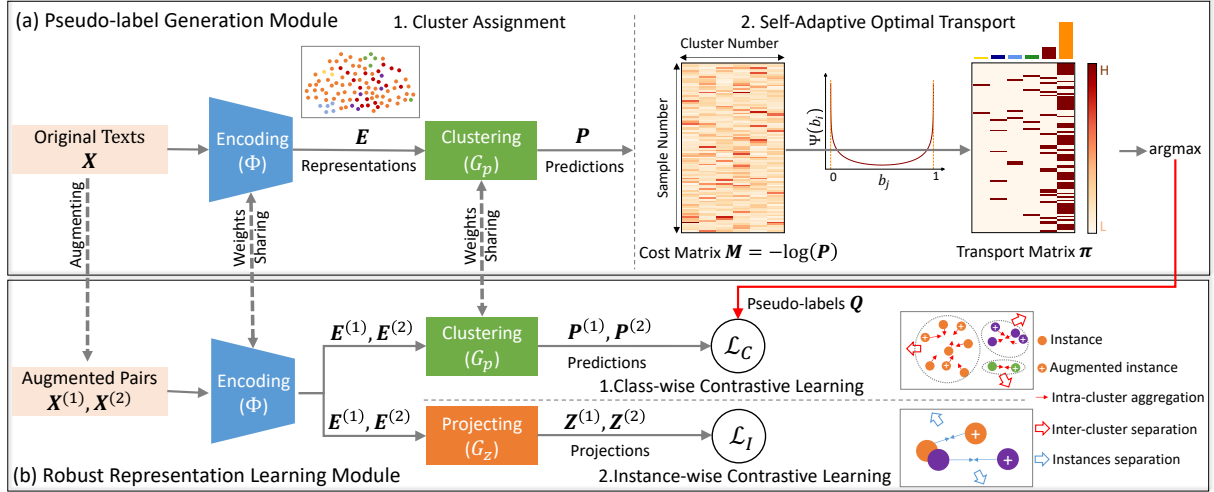 (a) Pseudo-label Generation Module
1. Cluster Assignment
2. Self-Adaptive Optimal Transport
Original Texts
X
Encoding
(Φ)
E
Representations
Clustering
(G_p)
P
Predictions
Cluster Number
Sample Number
Cost Matrix M = −log(P)
Ψ(b_j)
0
b_j
1
H
L
Transport Matrix π
argmax
Augmenting
Weights
Sharing
Weights
Sharing
Pseudo-labels Q
Augmented Pairs
X^(1), X^(2)
Encoding
(Φ)
E^(1), E^(2)
Clustering
(G_p)
P^(1), P^(2)
Predictions
ℒ_C
1.Class-wise Contrastive Learning
E^(1), E^(2)
Projecting
(G_z)
Z^(1), Z^(2)
Projections
ℒ_I
2.Instance-wise Contrastive Learning
Instance
Augmented instance
Intra-cluster aggregation
Inter-cluster separation
Instances separation
(b) Robust Representation Learning Module